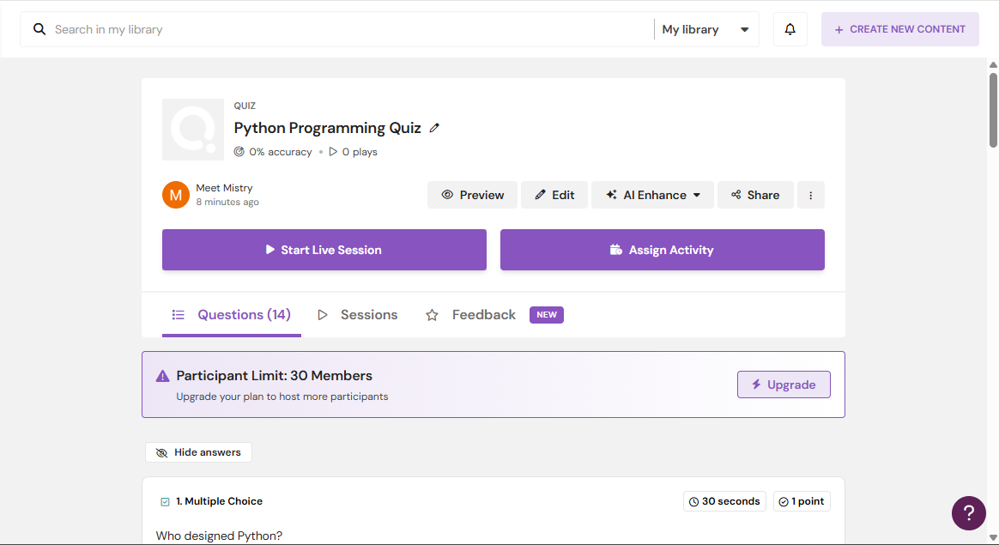 Search in my library
My library
+ CREATE NEW CONTENT
QUIZ
Python Programming Quiz
0% accuracy • 0 plays
M
Meet Mistry
8 minutes ago
Preview
Edit
AI Enhance
Share
Start Live Session
Assign Activity
Questions (14)
Sessions
Feedback
NEW
Participant Limit: 30 Members
Upgrade your plan to host more participants
Upgrade
Hide answers
1. Multiple Choice
30 seconds
1 point
Who designed Python?
?